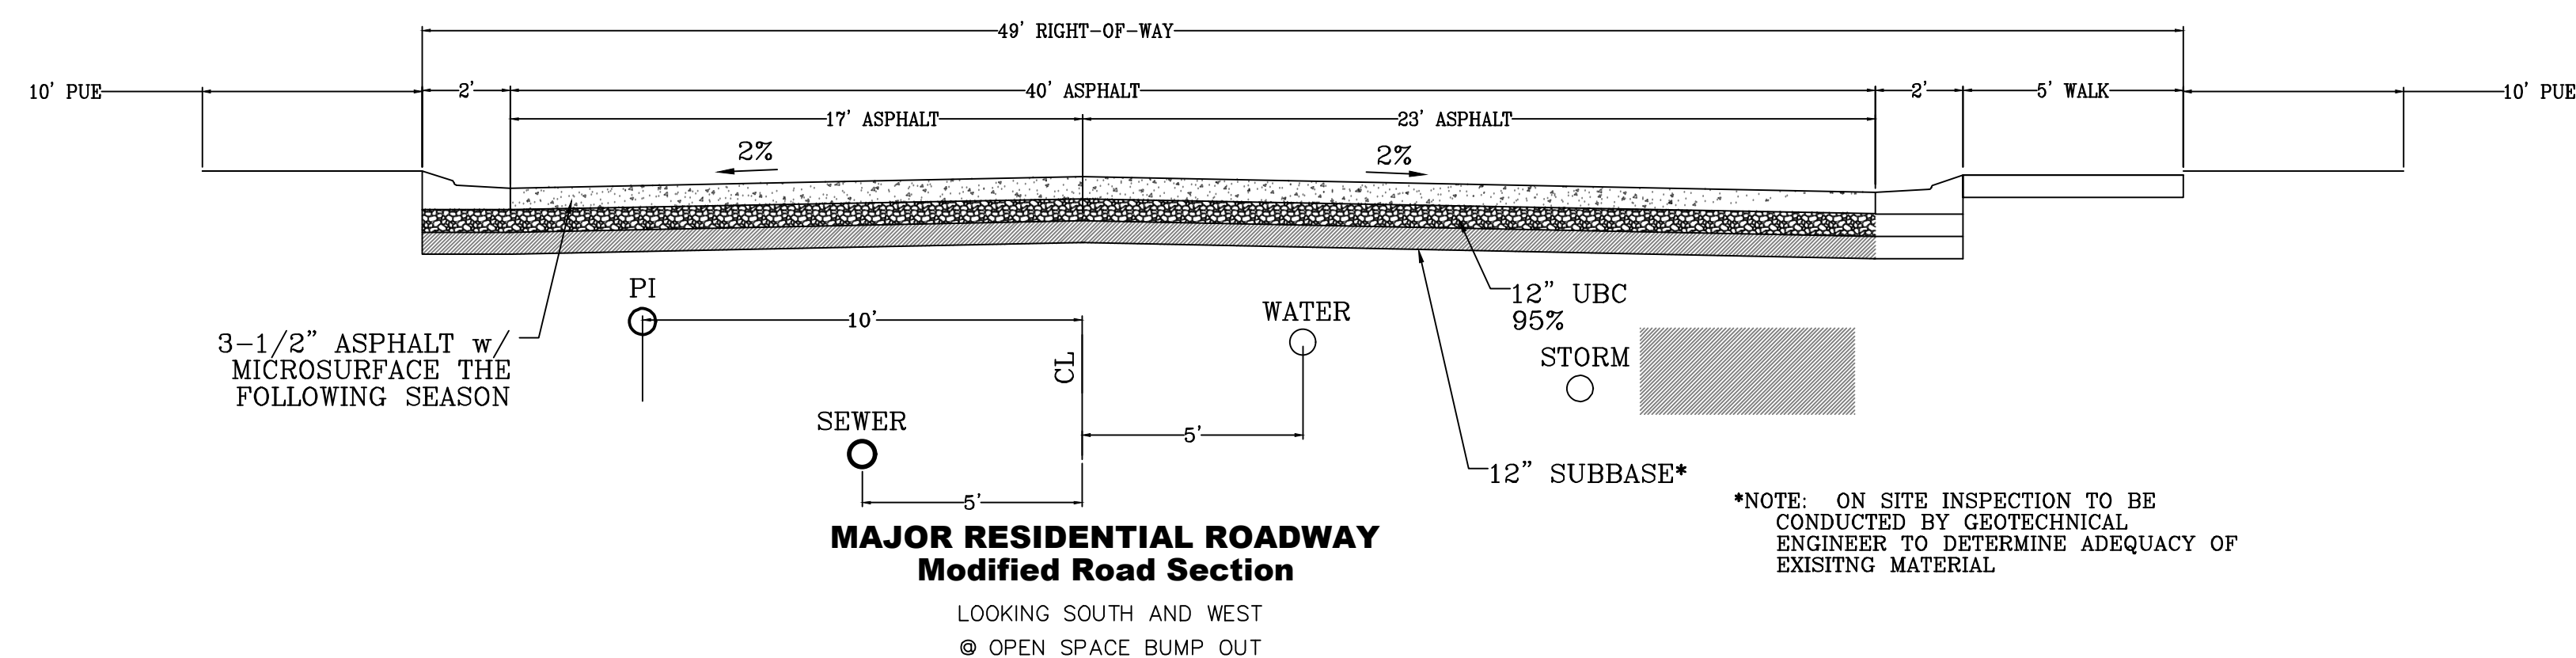 49' RIGHT-OF-WAY
10' PUE
2'
40' ASPHALT
2'
5' WALK
10' PUE
17' ASPHALT
23' ASPHALT
2%
2%
PI
10'
CL
WATER
12" UBC
95%
3-1/2" ASPHALT w/
MICROSURFACE THE
FOLLOWING SEASON
STORM
SEWER
5'
5'
12" SUBBASE*
*NOTE: ON SITE INSPECTION TO BE
CONDUCTED BY GEOTECHNICAL
ENGINEER TO DETERMINE ADEQUACY OF
EXISITNG MATERIAL
MAJOR RESIDENTIAL ROADWAY
Modified Road Section
LOOKING SOUTH AND WEST
@ OPEN SPACE BUMP OUT